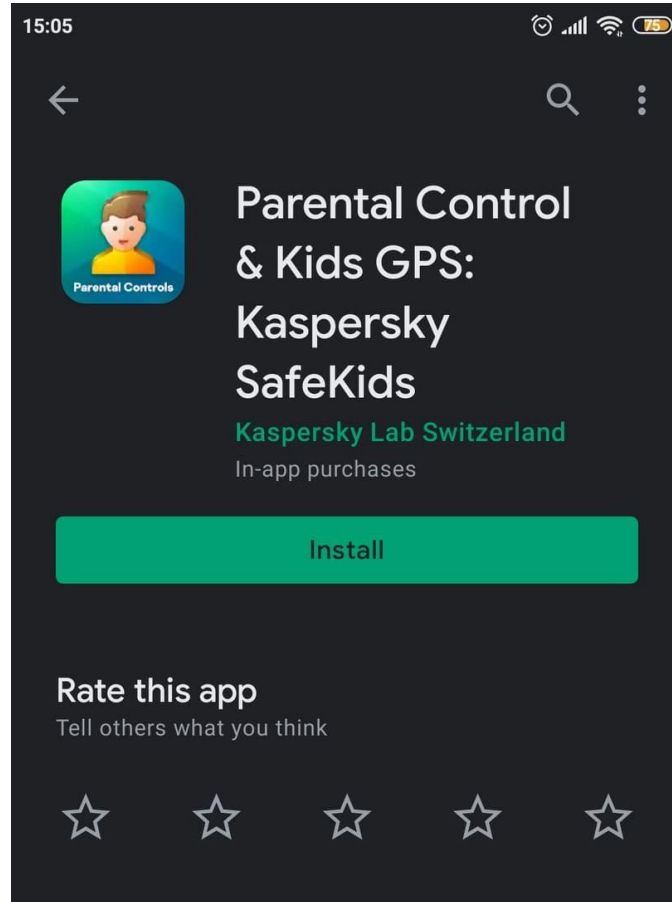 15:05
75
Parental Control
& Kids GPS:
Kaspersky
SafeKids
Parental Controls
Kaspersky Lab Switzerland
In-app purchases
Install
Rate this app
Tell others what you think